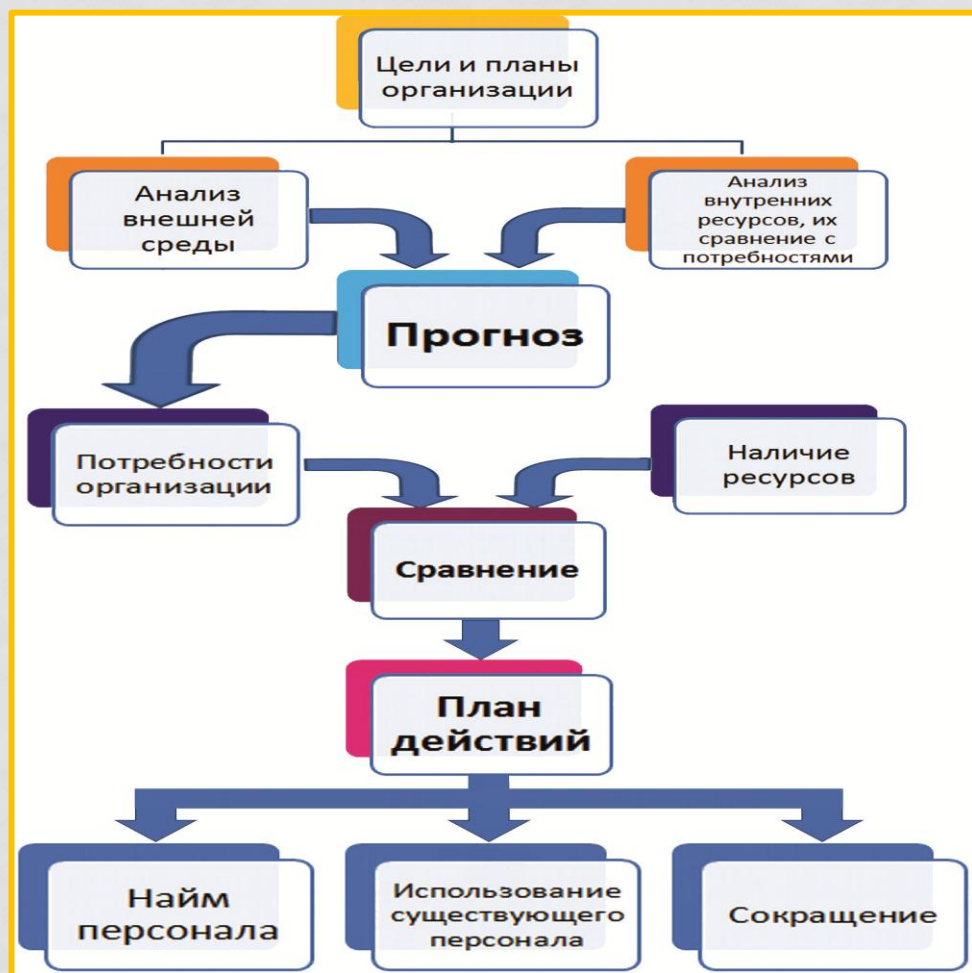 Цели и планы
организации
Анализ
внешней
среды
Анализ
внутренних
ресурсов, их
сравнение с
потребностями
Прогноз
Потребности
организации
Наличие
ресурсов
Сравнение
План
действий
Найм
персонала
Использование
существующего
персонала
Сокращение